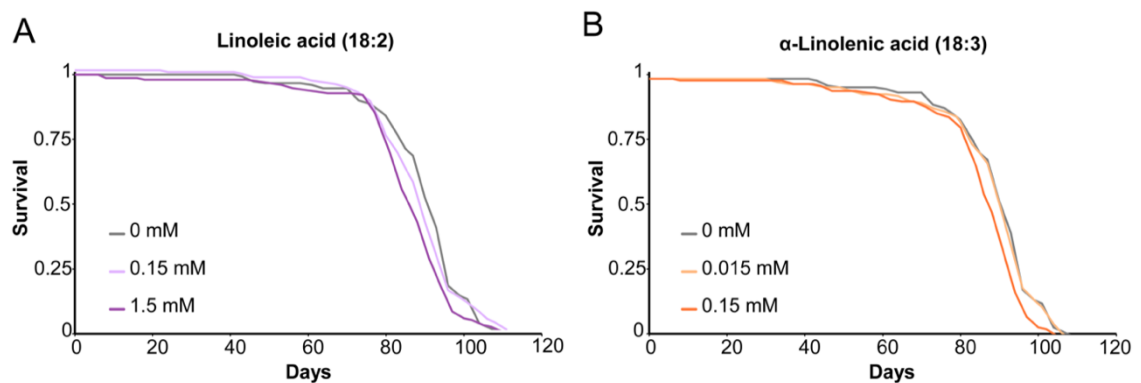 A
Linoleic acid (18:2)
1
0.75
0.5
0.25
0
Survival
0 mM
0.15 mM
1.5 mM
0 20 40 60 80 100 120
Days
B
α-Linolenic acid (18:3)
1
0.75
0.5
0.25
0
Survival
0 mM
0.015 mM
0.15 mM
0 20 40 60 80 100 120
Days